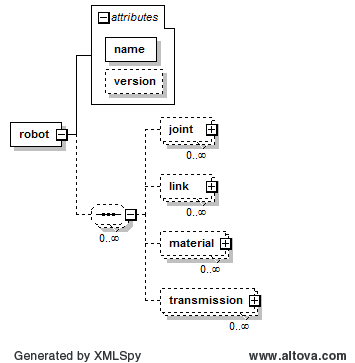 attributes
name
version
robot
joint
0..∞
link
0..∞
0..∞
material
0..∞
transmission
0..∞
Generated by XMLSpy
www.altova.com